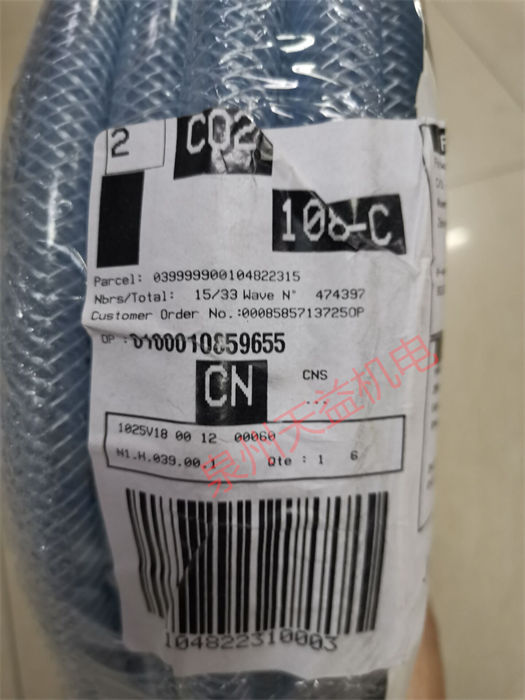 2
CO2
108-C
Parcel: 039999900104822315
Nbrs/Total: 15/33 Wave N° 474397
Customer Order No.:00085857137250P
OP : 0100010859655
CN
CNS
...
1025V18 00 12 00060
N1.H.039.00.1 Qte : 1 6
104822310003
泉州天益机电